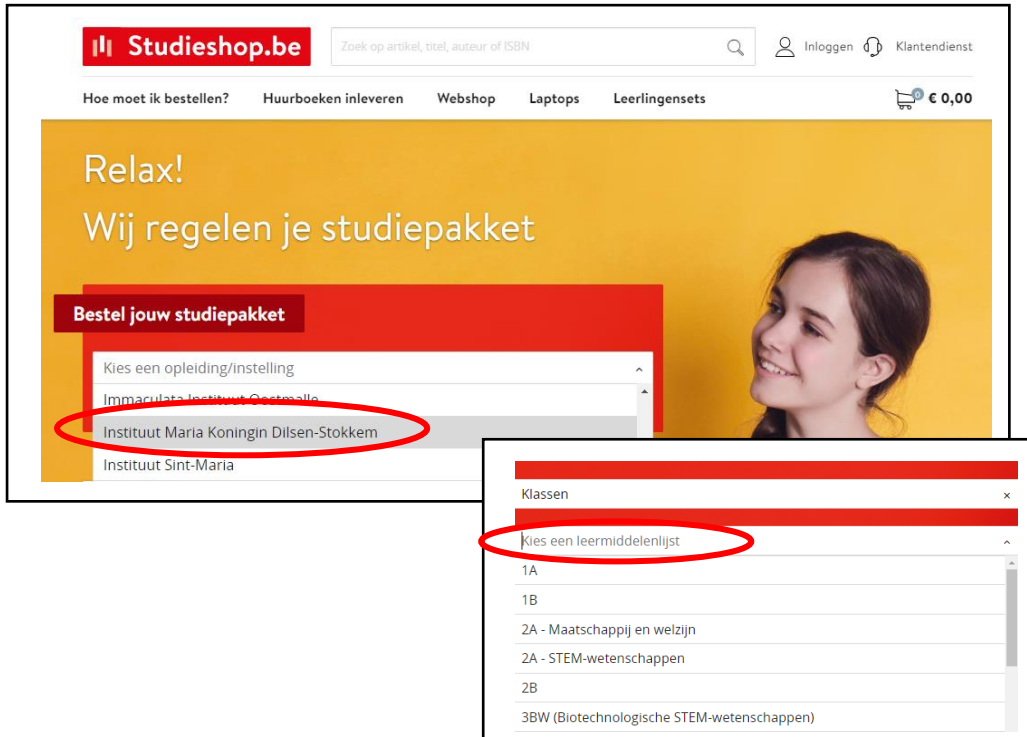 Studieshop.be
Zoek op artikel, titel, auteur of ISBN
Inloggen
Klantendienst
Hoe moet ik bestellen? Huurboeken inleveren Webshop Laptops Leerlingensets
0 € 0,00
Relax!
Wij regelen je studiepakket
Bestel jouw studiepakket
Kies een opleiding/instelling
Immaculata Instituut Oostmalle
Instituut Maria Koningin Dilsen-Stokkem
Instituut Sint-Maria
Klassen ×
Kies een leermiddelenlijst
1A
1B
2A - Maatschappij en welzijn
2A - STEM-wetenschappen
2B
3BW (Biotechnologische STEM-wetenschappen)